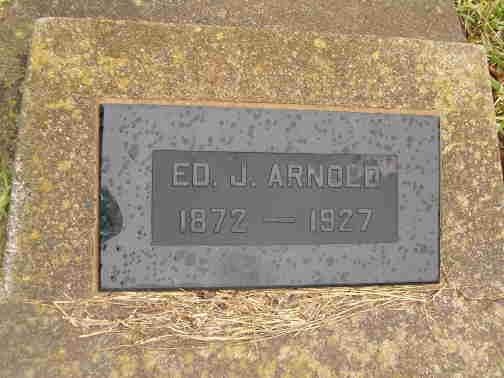 ED. J. ARNOLD
1872 — 1927